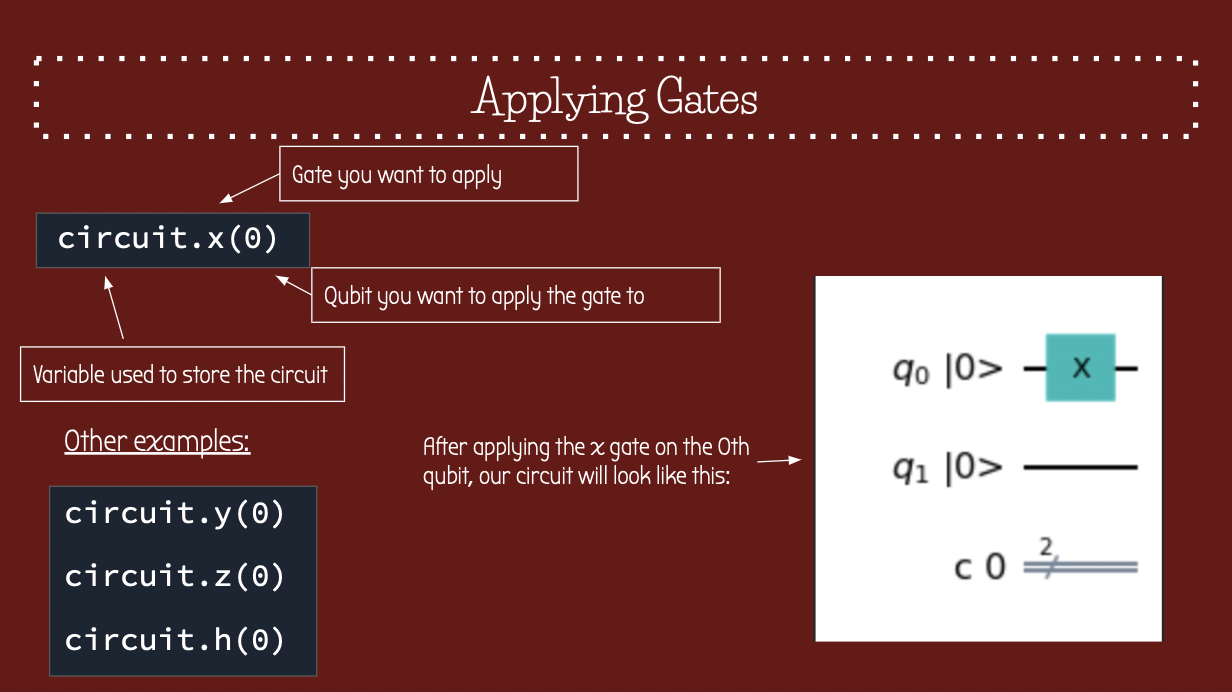 Applying Gates
Gate you want to apply
circuit.x(0)
Qubit you want to apply the gate to
Variable used to store the circuit
Other examples:
circuit.y(0)
circuit.z(0)
circuit.h(0)
After applying the x gate on the 0th
qubit, our circuit will look like this:
q₀ |0> X
q₁ |0>
c 0 2